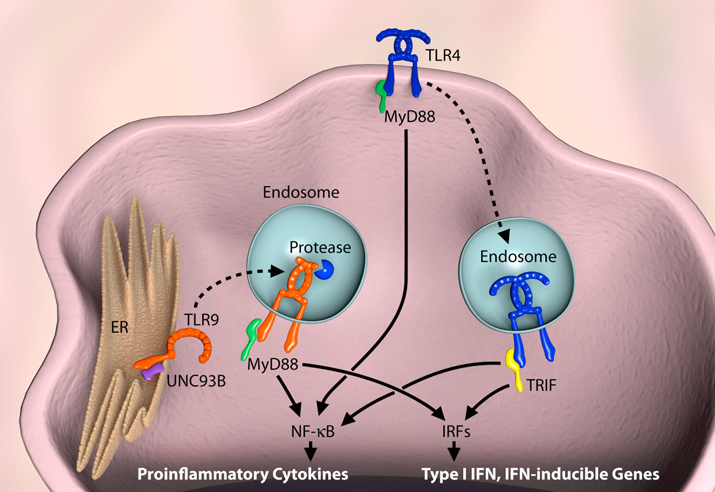 TLR4
MyD88
Endosome
Protease
Endosome
TLR9
ER
UNC93B
MyD88
TRIF
NF-κB
IRFs
Proinflammatory Cytokines
Type I IFN, IFN-inducible Genes